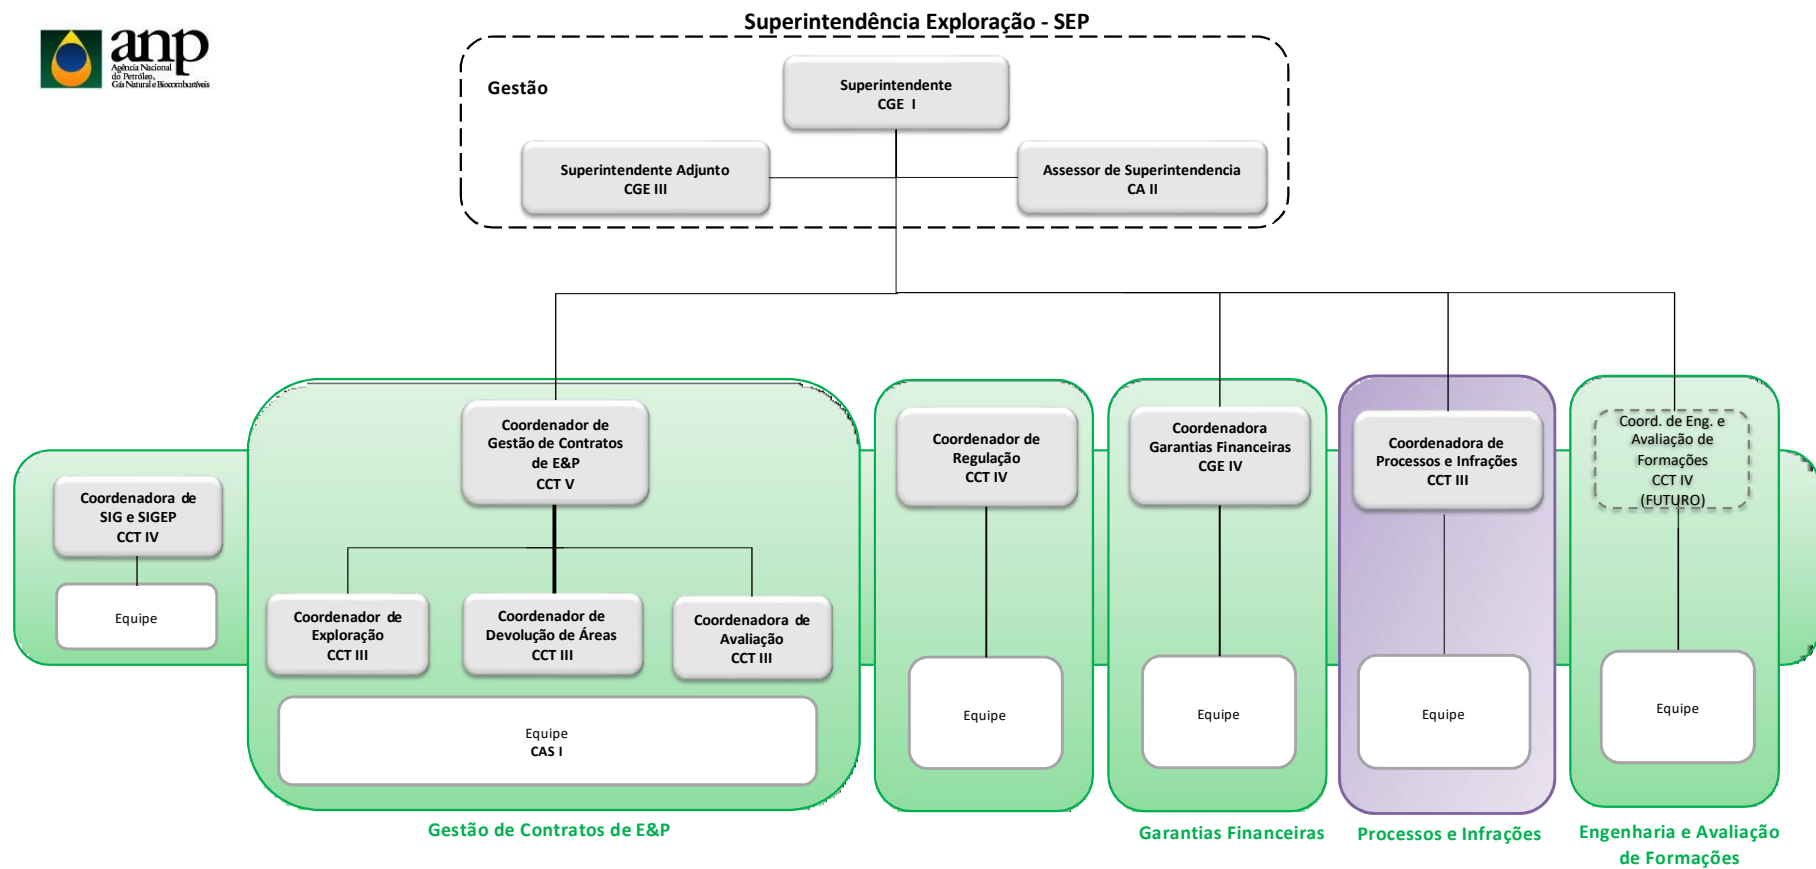 Superintendência Exploração - SEP
anp
Agência Nacional
do Petróleo,
Gás Natural e Biocombustíveis
Gestão
Superintendente
CGE I
Superintendente Adjunto
CGE III
Assessor de Superintendencia
CA II
Coordenadora de
SIG e SIGEP
CCT IV
Equipe
Coordenador de
Gestão de Contratos
de E&P
CCT V
Coordenador de
Exploração
CCT III
Coordenador de
Devolução de Áreas
CCT III
Coordenadora de
Avaliação
CCT III
Equipe
CAS I
Gestão de Contratos de E&P
Coordenador de
Regulação
CCT IV
Equipe
Coordenadora
Garantias Financeiras
CGE IV
Equipe
Garantias Financeiras
Coordenadora de
Processos e Infrações
CCT III
Equipe
Processos e Infrações
Coord. de Eng. e
Avaliação de
Formações
CCT IV
(FUTURO)
Equipe
Engenharia e Avaliação
de Formações